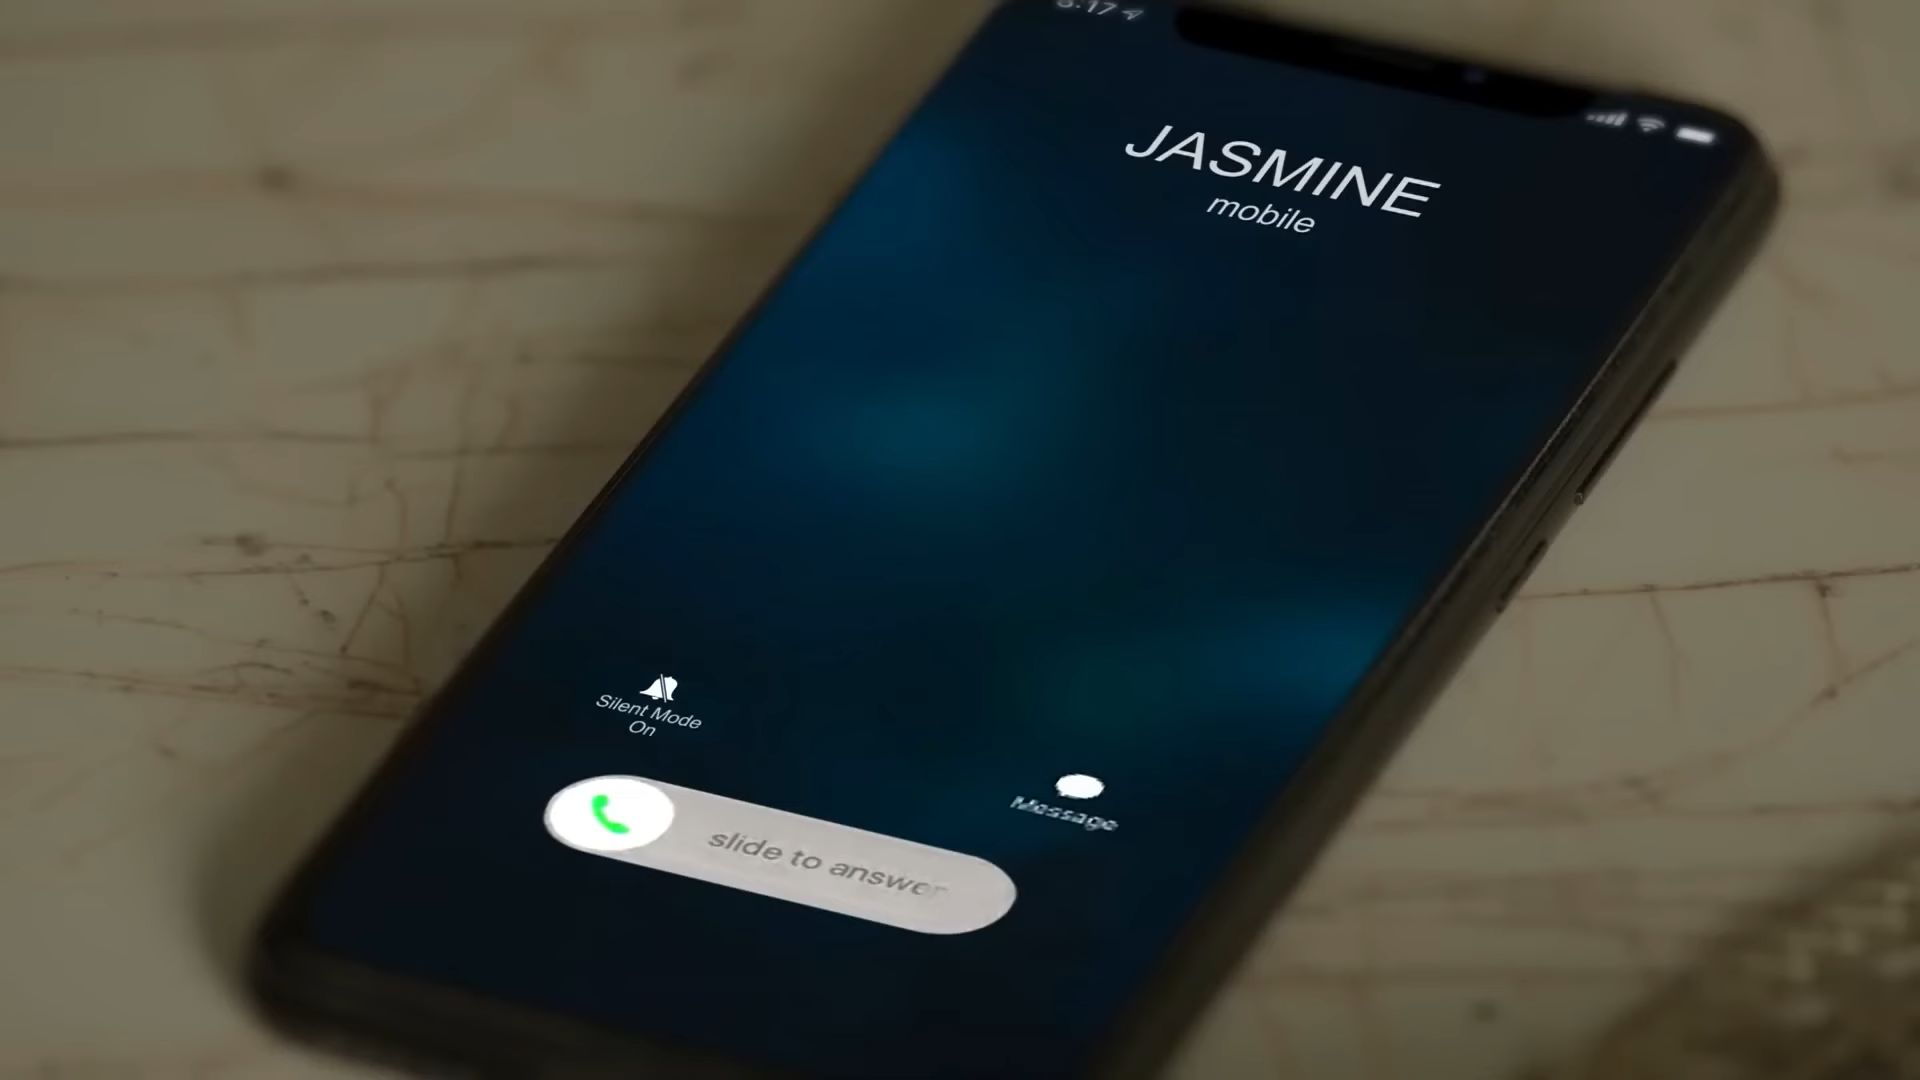 JASMINE
mobile
Silent Mode
On
Message
slide to answer